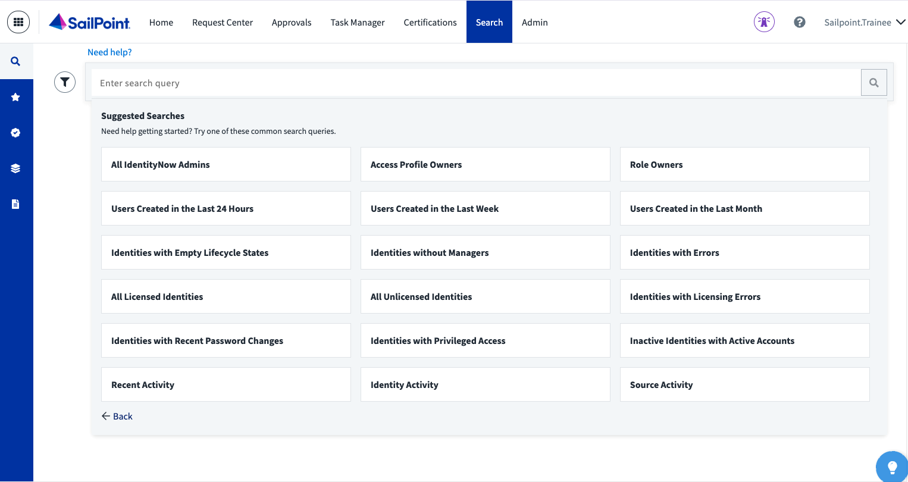 SailPoint. Home Request Center Approvals Task Manager Certifications Search Admin Sailpoint.Trainee
Need help?
Enter search query
Suggested Searches
Need help getting started? Try one of these common search queries.
All IdentityNow Admins Access Profile Owners Role Owners
Users Created in the Last 24 Hours Users Created in the Last Week Users Created in the Last Month
Identities with Empty Lifecycle States Identities without Managers Identities with Errors
All Licensed Identities All Unlicensed Identities Identities with Licensing Errors
Identities with Recent Password Changes Identities with Privileged Access Inactive Identities with Active Accounts
Recent Activity Identity Activity Source Activity
Back